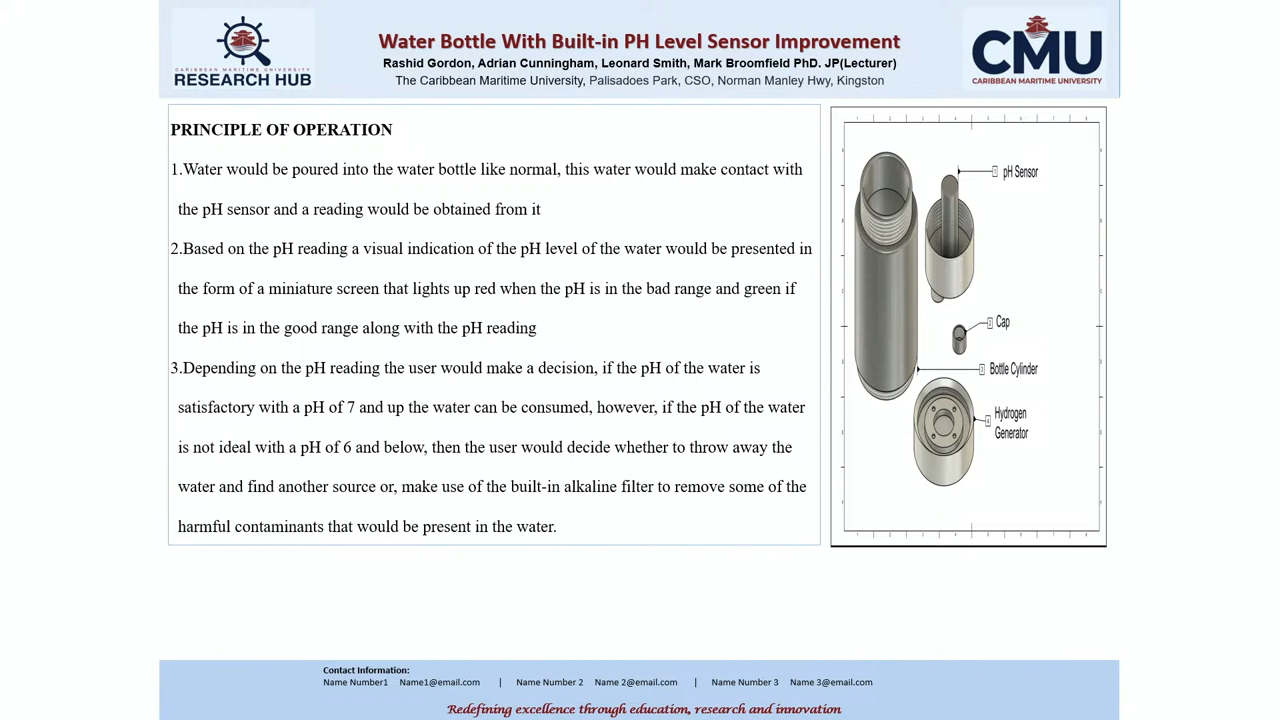 CARIBBEAN MARITIME UNIVERSITY
RESEARCH HUB
Water Bottle With Built-in PH Level Sensor Improvement
Rashid Gordon, Adrian Cunningham, Leonard Smith, Mark Broomfield PhD. JP(Lecturer)
The Caribbean Maritime University, Palisadoes Park, CSO, Norman Manley Hwy, Kingston
CMU
CARIBBEAN MARITIME UNIVERSITY
PRINCIPLE OF OPERATION
1.Water would be poured into the water bottle like normal, this water would make contact with
the pH sensor and a reading would be obtained from it
2.Based on the pH reading a visual indication of the pH level of the water would be presented in
the form of a miniature screen that lights up red when the pH is in the bad range and green if
the pH is in the good range along with the pH reading
3.Depending on the pH reading the user would make a decision, if the pH of the water is
satisfactory with a pH of 7 and up the water can be consumed, however, if the pH of the water
is not ideal with a pH of 6 and below, then the user would decide whether to throw away the
water and find another source or, make use of the built-in alkaline filter to remove some of the
harmful contaminants that would be present in the water.
1 pH Sensor
2 Cap
3 Bottle Cylinder
4 Hydrogen
Generator
Contact Information:
Name Number1 Name1@email.com | Name Number 2 Name 2@email.com | Name Number 3 Name 3@email.com
Redefining excellence through education, research and innovation